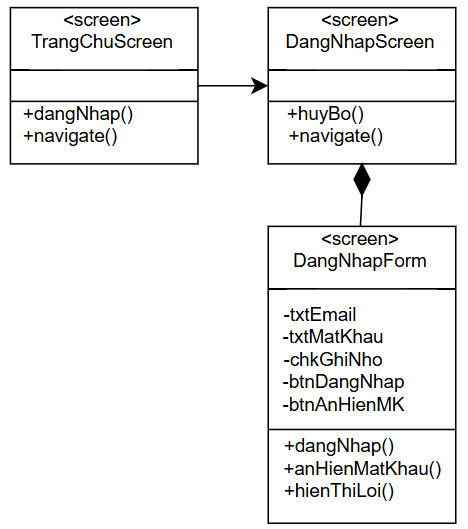 <screen>
TrangChuScreen
+dangNhap()
+navigate()
<screen>
DangNhapScreen
+huyBo()
+navigate()
<screen>
DangNhapForm
-txtEmail
-txtMatKhau
-chkGhiNho
-btnDangNhap
-btnAnHienMK
+dangNhap()
+anHienMatKhau()
+hienThiLoi()